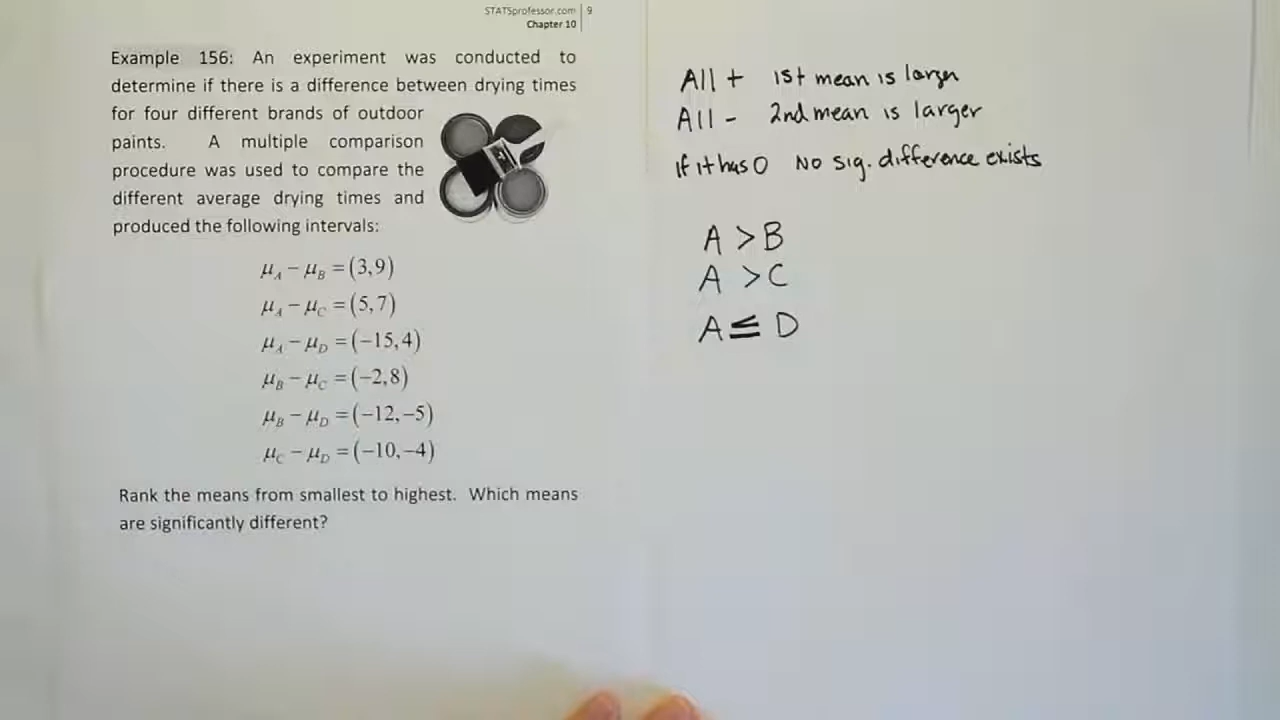 STATSprofessor.com 9
Chapter 10
Example 156: An experiment was conducted to
determine if there is a difference between drying times
for four different brands of outdoor
paints. A multiple comparison
procedure was used to compare the
different average drying times and
produced the following intervals:
μA − μB = (3,9)
μA − μC = (5,7)
μA − μD = (−15,4)
μB − μC = (−2,8)
μB − μD = (−12,−5)
μC − μD = (−10,−4)
Rank the means from smallest to highest. Which means
are significantly different?
All + 1st mean is larger
All - 2nd mean is larger
If it has 0 No sig. difference exists
A > B
A > C
A ≤ D